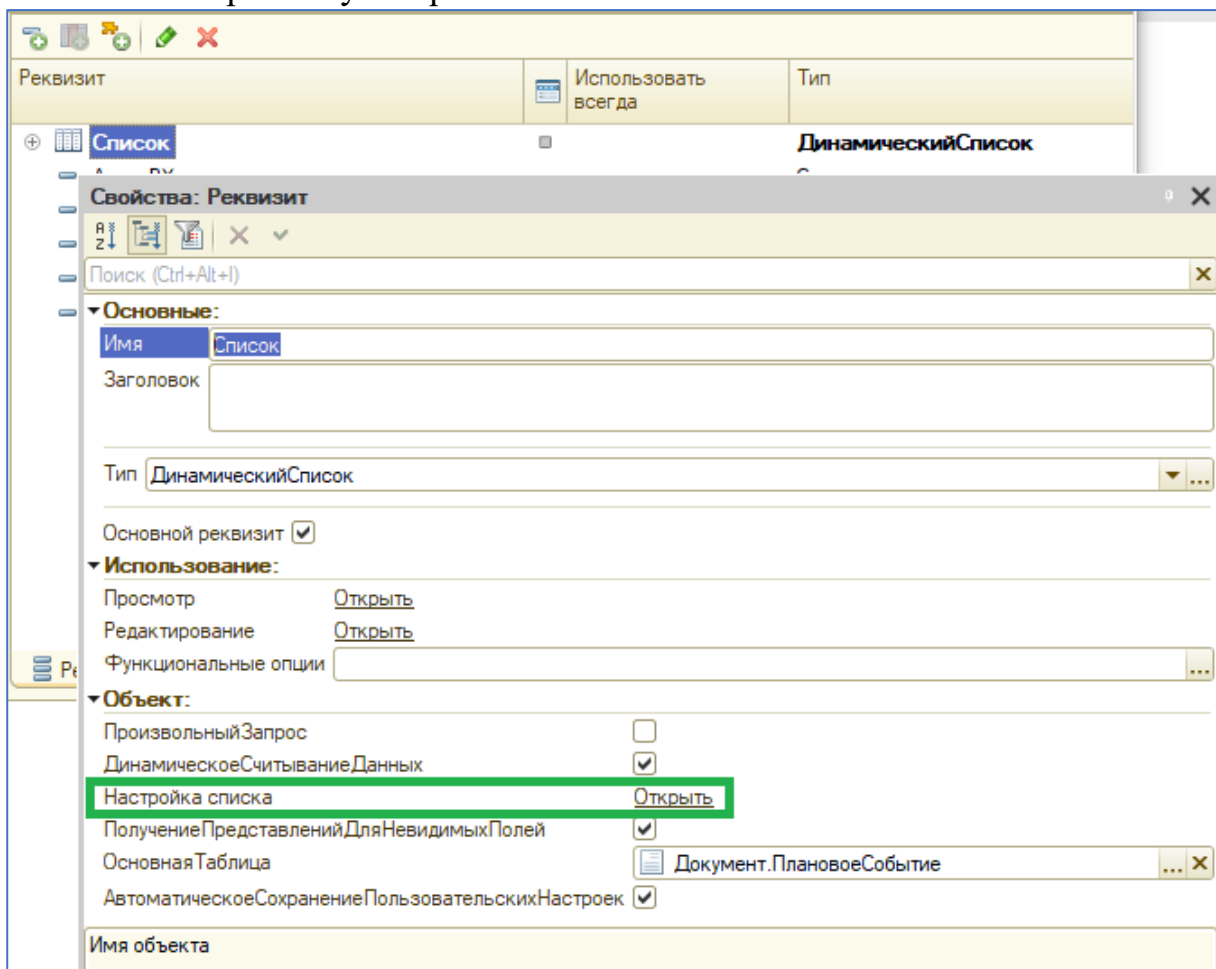 Реквизит
Использовать
всегда
Тип
Список
ДинамическийСписок
Свойства: Реквизит
Поиск (Ctrl+Alt+I)
Основные:
Имя Список
Заголовок
Тип ДинамическийСписок ...
Основной реквизит
Использование:
Просмотр Открыть
Редактирование Открыть
Функциональные опции ...
Объект:
ПроизвольныйЗапрос
ДинамическоеСчитываниеДанных
Настройка списка Открыть
ПолучениеПредставленийДляНевидимыхПолей
ОсновнаяТаблица Документ.ПлановоеСобытие ...
АвтоматическоеСохранениеПользовательскихНастроек
Имя объекта